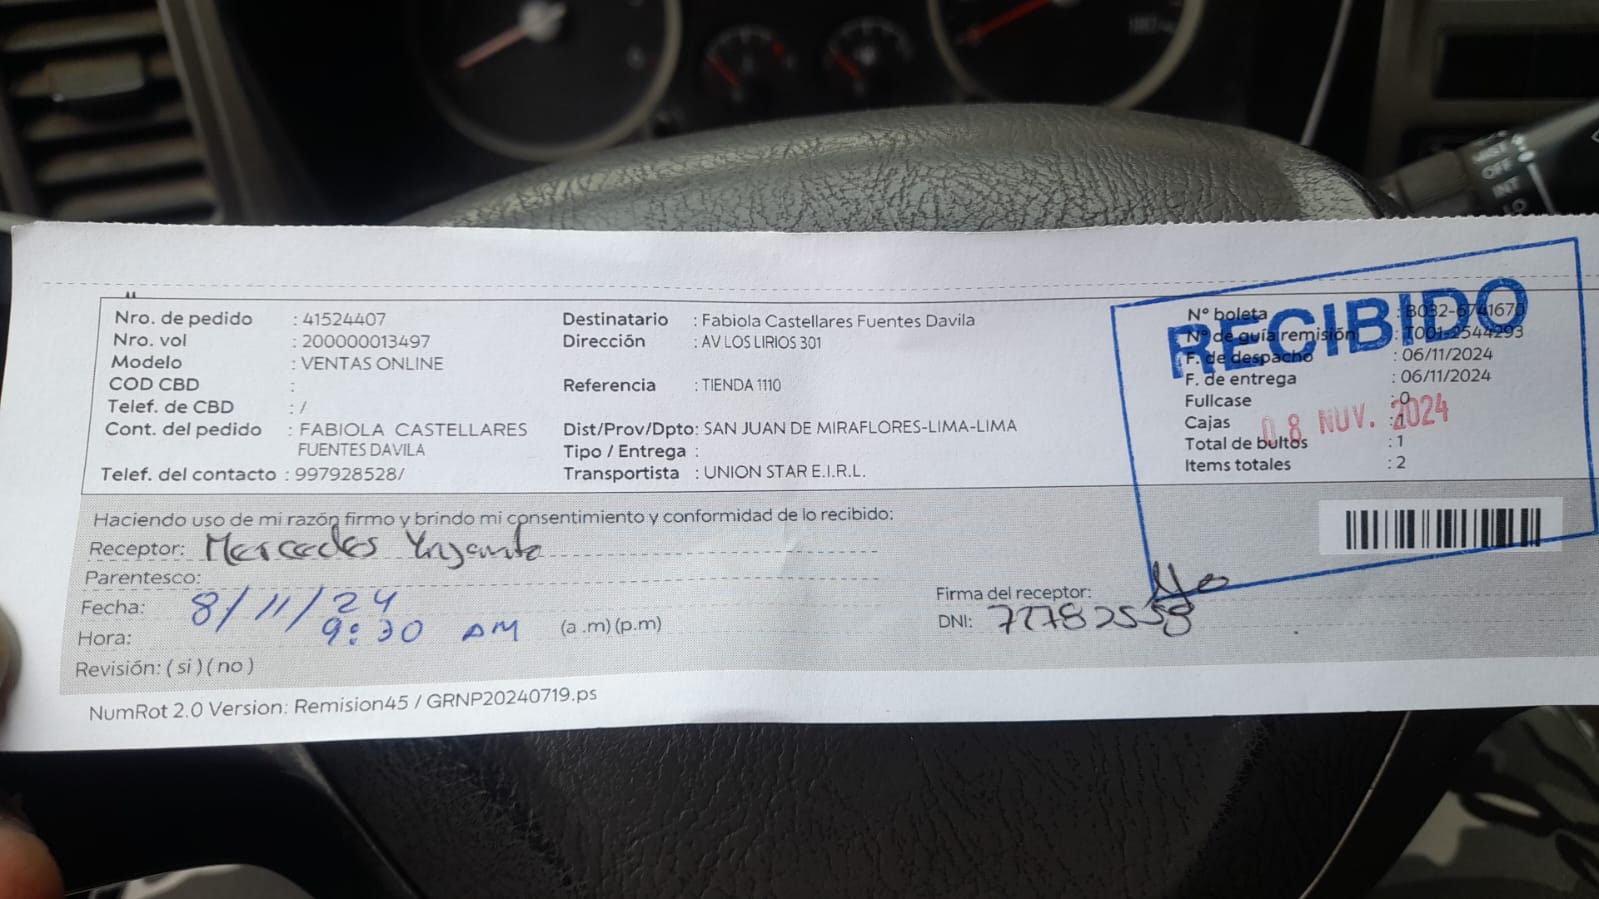 Nro. de pedido : 41524407
Nro. vol : 200000013497
Modelo : VENTAS ONLINE
COD CBD :
Telef. de CBD : /
Cont. del pedido : FABIOLA CASTELLARES
FUENTES DAVILA
Telef. del contacto : 997928528/
Destinatario : Fabiola Castellares Fuentes Davila
Dirección : AV LOS LIRIOS 301
Referencia : TIENDA 1110
Dist/Prov/Dpto: SAN JUAN DE MIRAFLORES-LIMA-LIMA
Tipo / Entrega :
Transportista : UNION STAR E.I.R.L.
N° boleta : B032-6741670
N° de guía remisión : T001-2544293
F. de despacho : 06/11/2024
F. de entrega : 06/11/2024
Fullcase : 0
Cajas : 1
Total de bultos : 1
Items totales : 2
RECIBIDO
08 NUV. 2024
Haciendo uso de mi razón firmo y brindo mi consentimiento y conformidad de lo recibido:
Receptor: Mercedes
Parentesco:
Fecha: 8/11/24
Hora: 9:30 AM (a .m) (p.m)
Revisión: ( si ) ( no )
Firma del receptor:
DNI: 77782558
NumRot 2.0 Version: Remision45 / GRNP20240719.ps